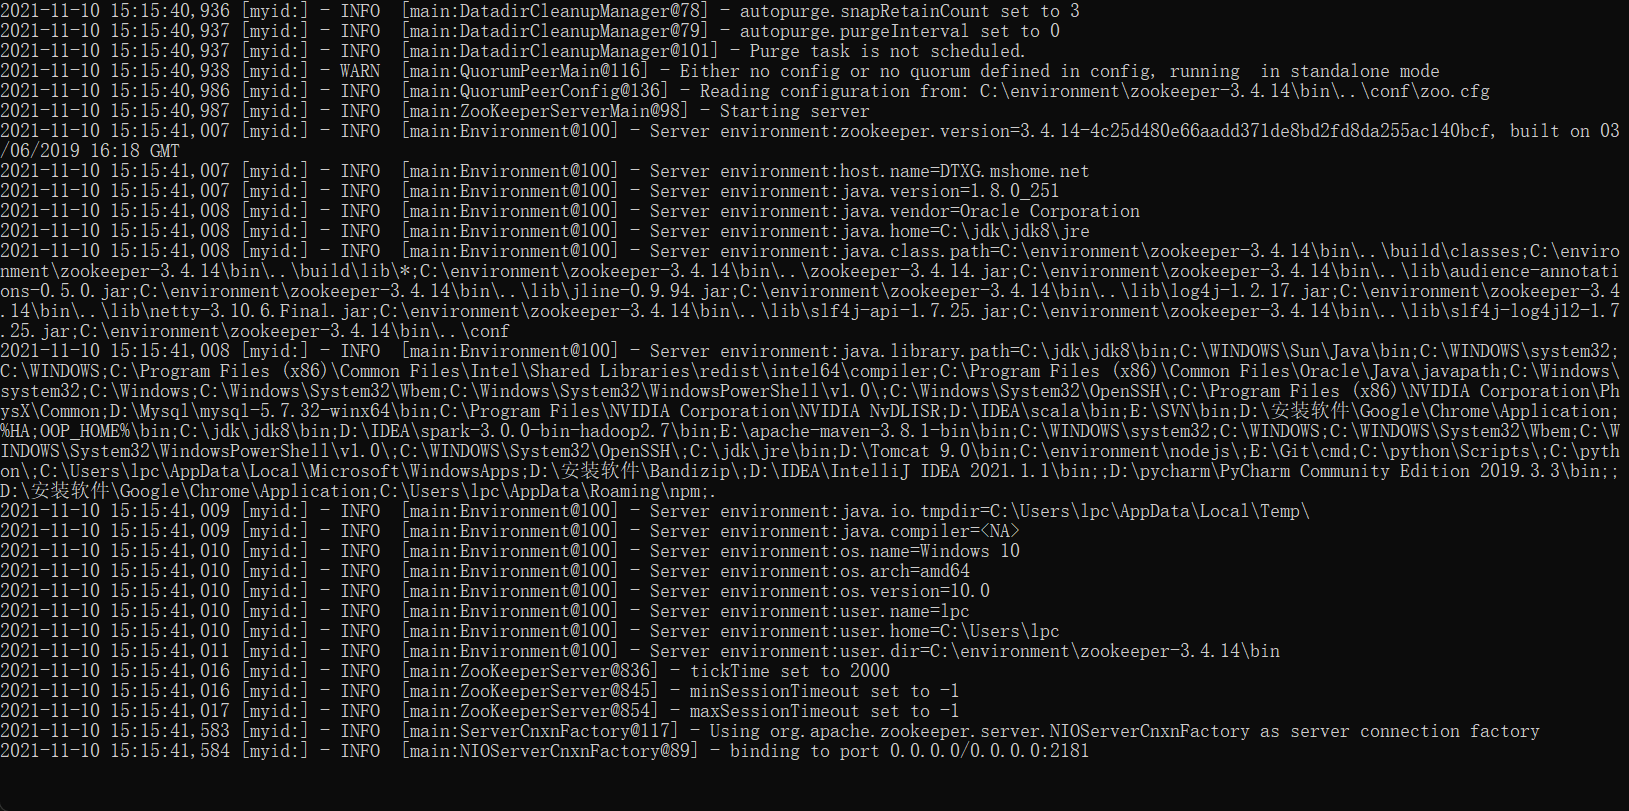 2021-11-10 15:15:40,936 [myid:] - INFO  [main:DatadirCleanupManager@78] - autopurge.snapRetainCount set to 3
2021-11-10 15:15:40,937 [myid:] - INFO  [main:DatadirCleanupManager@79] - autopurge.purgeInterval set to 0
2021-11-10 15:15:40,937 [myid:] - INFO  [main:DatadirCleanupManager@101] - Purge task is not scheduled.
2021-11-10 15:15:40,938 [myid:] - WARN  [main:QuorumPeerMain@116] - Either no config or no quorum defined in config, running  in standalone mode
2021-11-10 15:15:40,986 [myid:] - INFO  [main:QuorumPeerConfig@136] - Reading configuration from: C:\environment\zookeeper-3.4.14\bin\..\conf\zoo.cfg
2021-11-10 15:15:40,987 [myid:] - INFO  [main:ZooKeeperServerMain@98] - Starting server
2021-11-10 15:15:41,007 [myid:] - INFO  [main:Environment@100] - Server environment:zookeeper.version=3.4.14-4c25d480e66aadd371de8bd2fd8da255ac140bcf, built on 03
/06/2019 16:18 GMT
2021-11-10 15:15:41,007 [myid:] - INFO  [main:Environment@100] - Server environment:host.name=DTXG.mshome.net
2021-11-10 15:15:41,007 [myid:] - INFO  [main:Environment@100] - Server environment:java.version=1.8.0_251
2021-11-10 15:15:41,008 [myid:] - INFO  [main:Environment@100] - Server environment:java.vendor=Oracle Corporation
2021-11-10 15:15:41,008 [myid:] - INFO  [main:Environment@100] - Server environment:java.home=C:\jdk\jdk8\jre
2021-11-10 15:15:41,008 [myid:] - INFO  [main:Environment@100] - Server environment:java.class.path=C:\environment\zookeeper-3.4.14\bin\..\build\classes;C:\enviro
nment\zookeeper-3.4.14\bin\..\build\lib\*;C:\environment\zookeeper-3.4.14\bin\..\zookeeper-3.4.14.jar;C:\environment\zookeeper-3.4.14\bin\..\lib\audience-annotati
ons-0.5.0.jar;C:\environment\zookeeper-3.4.14\bin\..\lib\jline-0.9.94.jar;C:\environment\zookeeper-3.4.14\bin\..\lib\log4j-1.2.17.jar;C:\environment\zookeeper-3.4
.14\bin\..\lib\netty-3.10.6.Final.jar;C:\environment\zookeeper-3.4.14\bin\..\lib\slf4j-api-1.7.25.jar;C:\environment\zookeeper-3.4.14\bin\..\lib\slf4j-log4j12-1.7
.25.jar;C:\environment\zookeeper-3.4.14\bin\..\conf
2021-11-10 15:15:41,008 [myid:] - INFO  [main:Environment@100] - Server environment:java.library.path=C:\jdk\jdk8\bin;C:\WINDOWS\Sun\Java\bin;C:\WINDOWS\system32;
C:\WINDOWS;C:\Program Files (x86)\Common Files\Intel\Shared Libraries\redist\intel64\compiler;C:\Program Files (x86)\Common Files\Oracle\Java\javapath;C:\Windows\
system32;C:\Windows;C:\Windows\System32\Wbem;C:\Windows\System32\WindowsPowerShell\v1.0\;C:\Windows\System32\OpenSSH\;C:\Program Files (x86)\NVIDIA Corporation\Ph
ysX\Common;D:\Mysql\mysql-5.7.32-winx64\bin;C:\Program Files\NVIDIA Corporation\NVIDIA NvDLISR;D:\IDEA\scala\bin;E:\SVN\bin;D:\安装软件\Google\Chrome\Application;
%HA;OOP_HOME%\bin;C:\jdk\jdk8\bin;D:\IDEA\spark-3.0.0-bin-hadoop2.7\bin;E:\apache-maven-3.8.1-bin\bin;C:\WINDOWS\system32;C:\WINDOWS;C:\WINDOWS\System32\Wbem;C:\W
INDOWS\System32\WindowsPowerShell\v1.0\;C:\WINDOWS\System32\OpenSSH\;C:\jdk\jre\bin;D:\Tomcat 9.0\bin;C:\environment\nodejs\;E:\Git\cmd;C:\python\Scripts\;C:\pyth
on\;C:\Users\lpc\AppData\Local\Microsoft\WindowsApps;D:\安装软件\Bandizip\;D:\IDEA\IntelliJ IDEA 2021.1.1\bin;;D:\pycharm\PyCharm Community Edition 2019.3.3\bin;;
D:\安装软件\Google\Chrome\Application;C:\Users\lpc\AppData\Roaming\npm;.
2021-11-10 15:15:41,009 [myid:] - INFO  [main:Environment@100] - Server environment:java.io.tmpdir=C:\Users\lpc\AppData\Local\Temp\
2021-11-10 15:15:41,009 [myid:] - INFO  [main:Environment@100] - Server environment:java.compiler=<NA>
2021-11-10 15:15:41,010 [myid:] - INFO  [main:Environment@100] - Server environment:os.name=Windows 10
2021-11-10 15:15:41,010 [myid:] - INFO  [main:Environment@100] - Server environment:os.arch=amd64
2021-11-10 15:15:41,010 [myid:] - INFO  [main:Environment@100] - Server environment:os.version=10.0
2021-11-10 15:15:41,010 [myid:] - INFO  [main:Environment@100] - Server environment:user.name=lpc
2021-11-10 15:15:41,010 [myid:] - INFO  [main:Environment@100] - Server environment:user.home=C:\Users\lpc
2021-11-10 15:15:41,011 [myid:] - INFO  [main:Environment@100] - Server environment:user.dir=C:\environment\zookeeper-3.4.14\bin
2021-11-10 15:15:41,016 [myid:] - INFO  [main:ZooKeeperServer@836] - tickTime set to 2000
2021-11-10 15:15:41,016 [myid:] - INFO  [main:ZooKeeperServer@845] - minSessionTimeout set to -1
2021-11-10 15:15:41,017 [myid:] - INFO  [main:ZooKeeperServer@854] - maxSessionTimeout set to -1
2021-11-10 15:15:41,583 [myid:] - INFO  [main:ServerCnxnFactory@117] - Using org.apache.zookeeper.server.NIOServerCnxnFactory as server connection factory
2021-11-10 15:15:41,584 [myid:] - INFO  [main:NIOServerCnxnFactory@89] - binding to port 0.0.0.0/0.0.0.0:2181